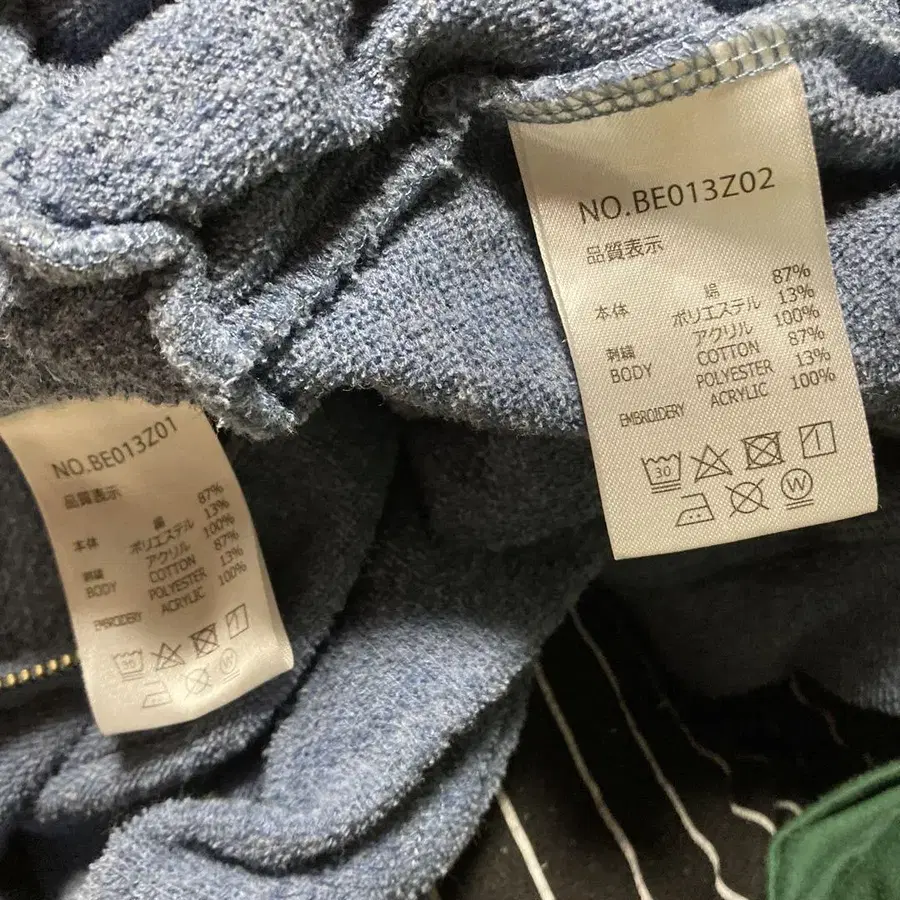 NO.BE013Z02
品質表示
綿 87%
本体 ポリエステル 13%
アクリル 100%
刺繍 COTTON 87%
BODY POLYESTER 13%
ACRYLIC 100%
EMBROIDERY
30
W
NO.BE013Z01
品質表示
綿 87%
本体 ポリエステル 13%
アクリル 100%
刺繍 COTTON 87%
BODY POLYESTER 13%
ACRYLIC 100%
EMBROIDERY
30
W